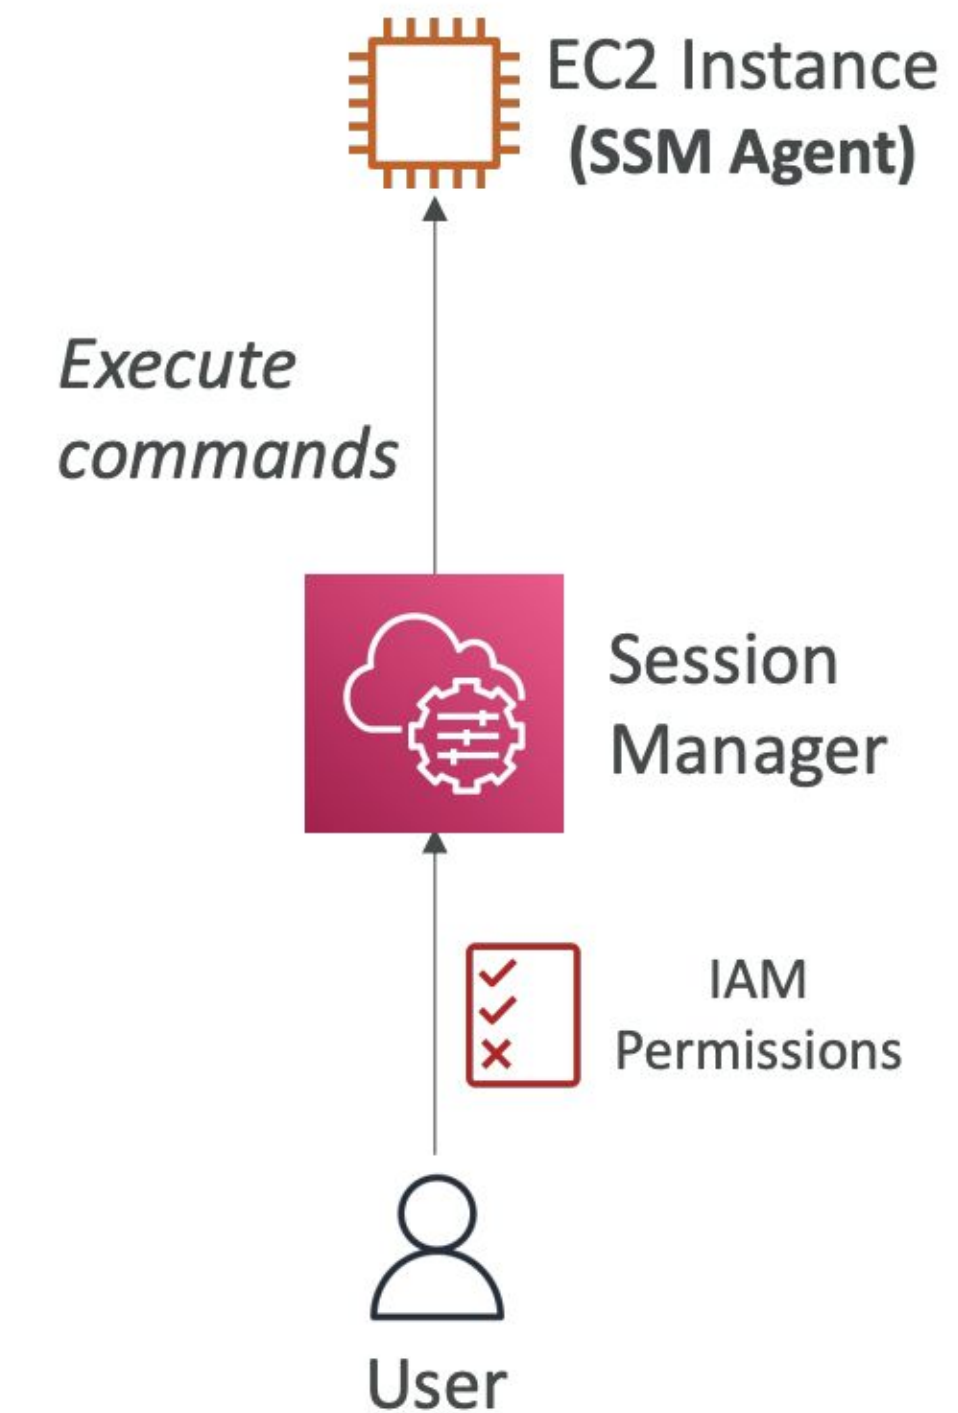 EC2 Instance
(SSM Agent)
Execute
commands
Session
Manager
IAM
Permissions
User